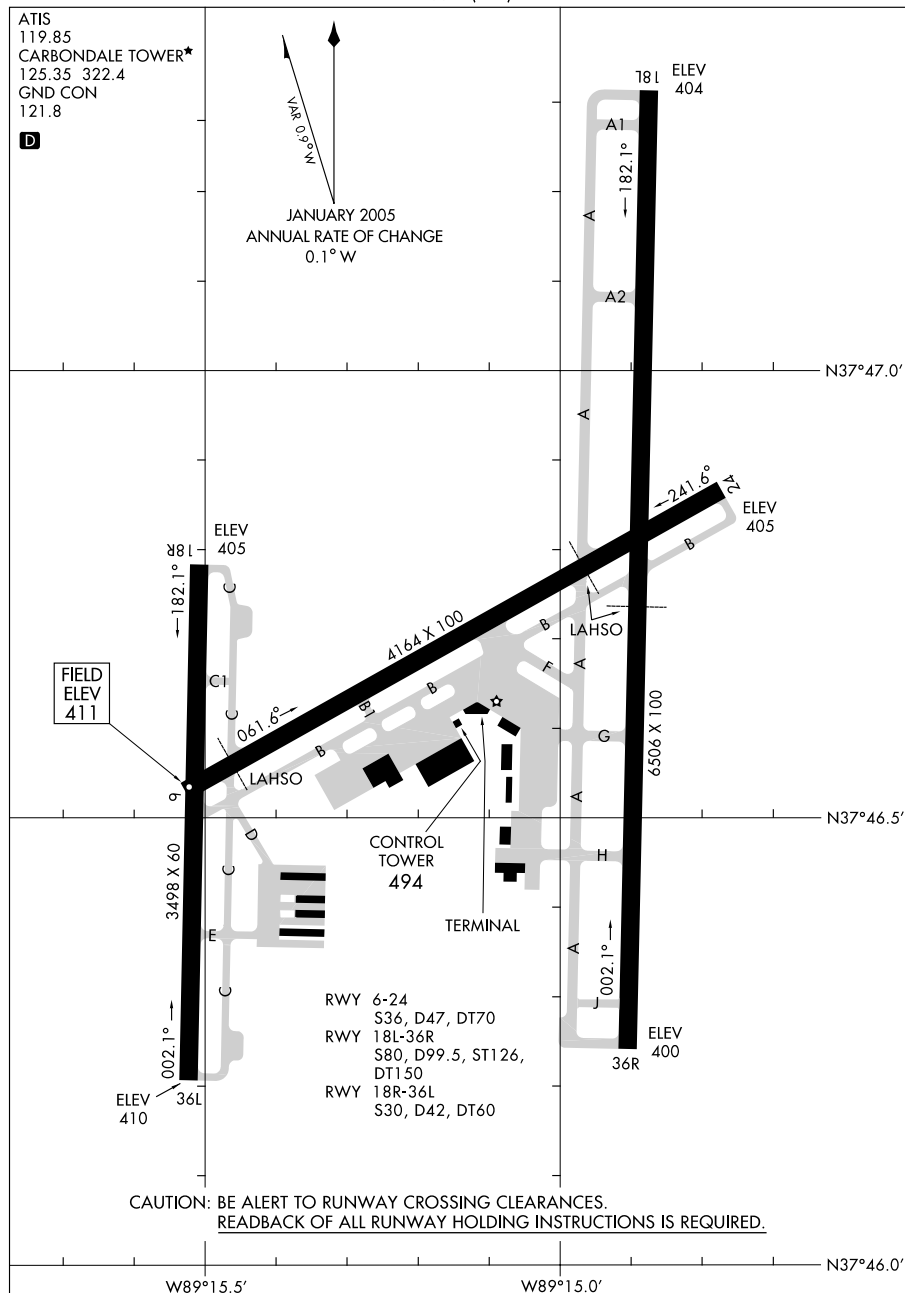 ATIS
119.85
CARBONDALE TOWER★
125.35 322.4
GND CON
121.8
D
VAR 0.9°W
JANUARY 2005
ANNUAL RATE OF CHANGE
0.1°W
18L
ELEV
404
A1
182.1°
A
A2
N37°47.0'
A
241.6°
24
ELEV
405
B
ELEV
405
18R
182.1°
C
4164 X 100
LAHSO
B
F
A
FIELD
ELEV
411
C1
C
061.6°
B1
B
B
G
6506 X 100
LAHSO
6
A
N37°46.5'
D
CONTROL
TOWER
494
H
C
3498 X 60
TERMINAL
E
A
002.1°
C
J
RWY 6-24
S36, D47, DT70
RWY 18L-36R
S80, D99.5, ST126,
DT150
RWY 18R-36L
S30, D42, DT60
002.1°
ELEV
400
36R
ELEV
410
36L
CAUTION: BE ALERT TO RUNWAY CROSSING CLEARANCES.
READBACK OF ALL RUNWAY HOLDING INSTRUCTIONS IS REQUIRED.
N37°46.0'
W89°15.5'
W89°15.0'